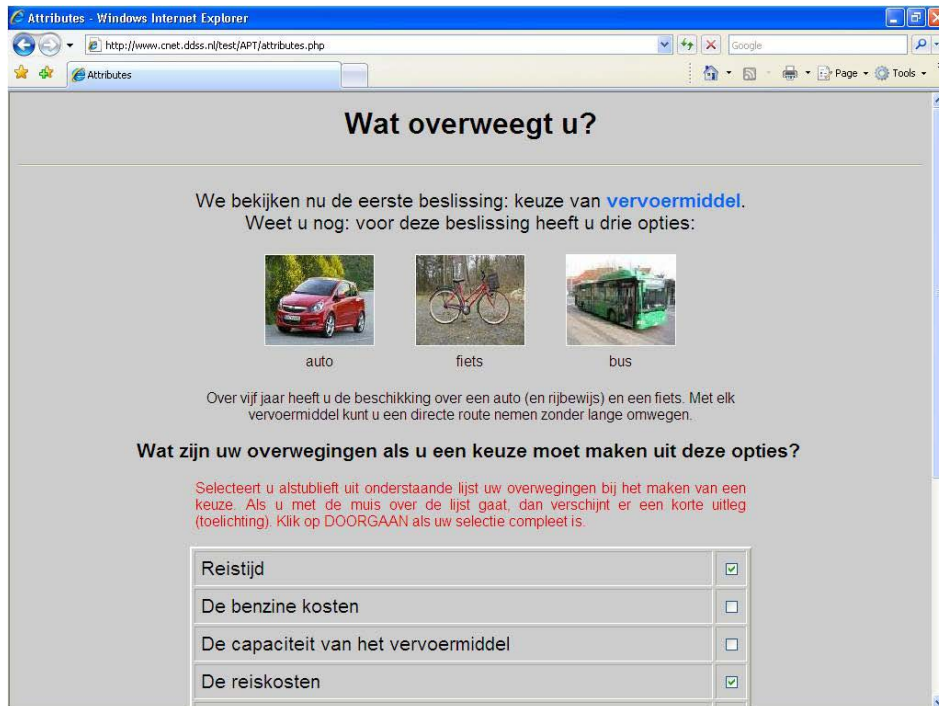 Attributes - Windows Internet Explorer
http://www.cnet.ddss.nl/test/APT/attributes.php
Google
Attributes
Page
Tools
Wat overweegt u?
We bekijken nu de eerste beslissing: keuze van vervoermiddel.
Weet u nog: voor deze beslissing heeft u drie opties:
auto fiets bus
Over vijf jaar heeft u de beschikking over een auto (en rijbewijs) en een fiets. Met elk
vervoermiddel kunt u een directe route nemen zonder lange omwegen.
Wat zijn uw overwegingen als u een keuze moet maken uit deze opties?
Selecteert u alstublieft uit onderstaande lijst uw overwegingen bij het maken van een
keuze. Als u met de muis over de lijst gaat, dan verschijnt er een korte uitleg
(toelichting). Klik op DOORGAAN als uw selectie compleet is.
Reistijd
De benzine kosten
De capaciteit van het vervoermiddel
De reiskosten